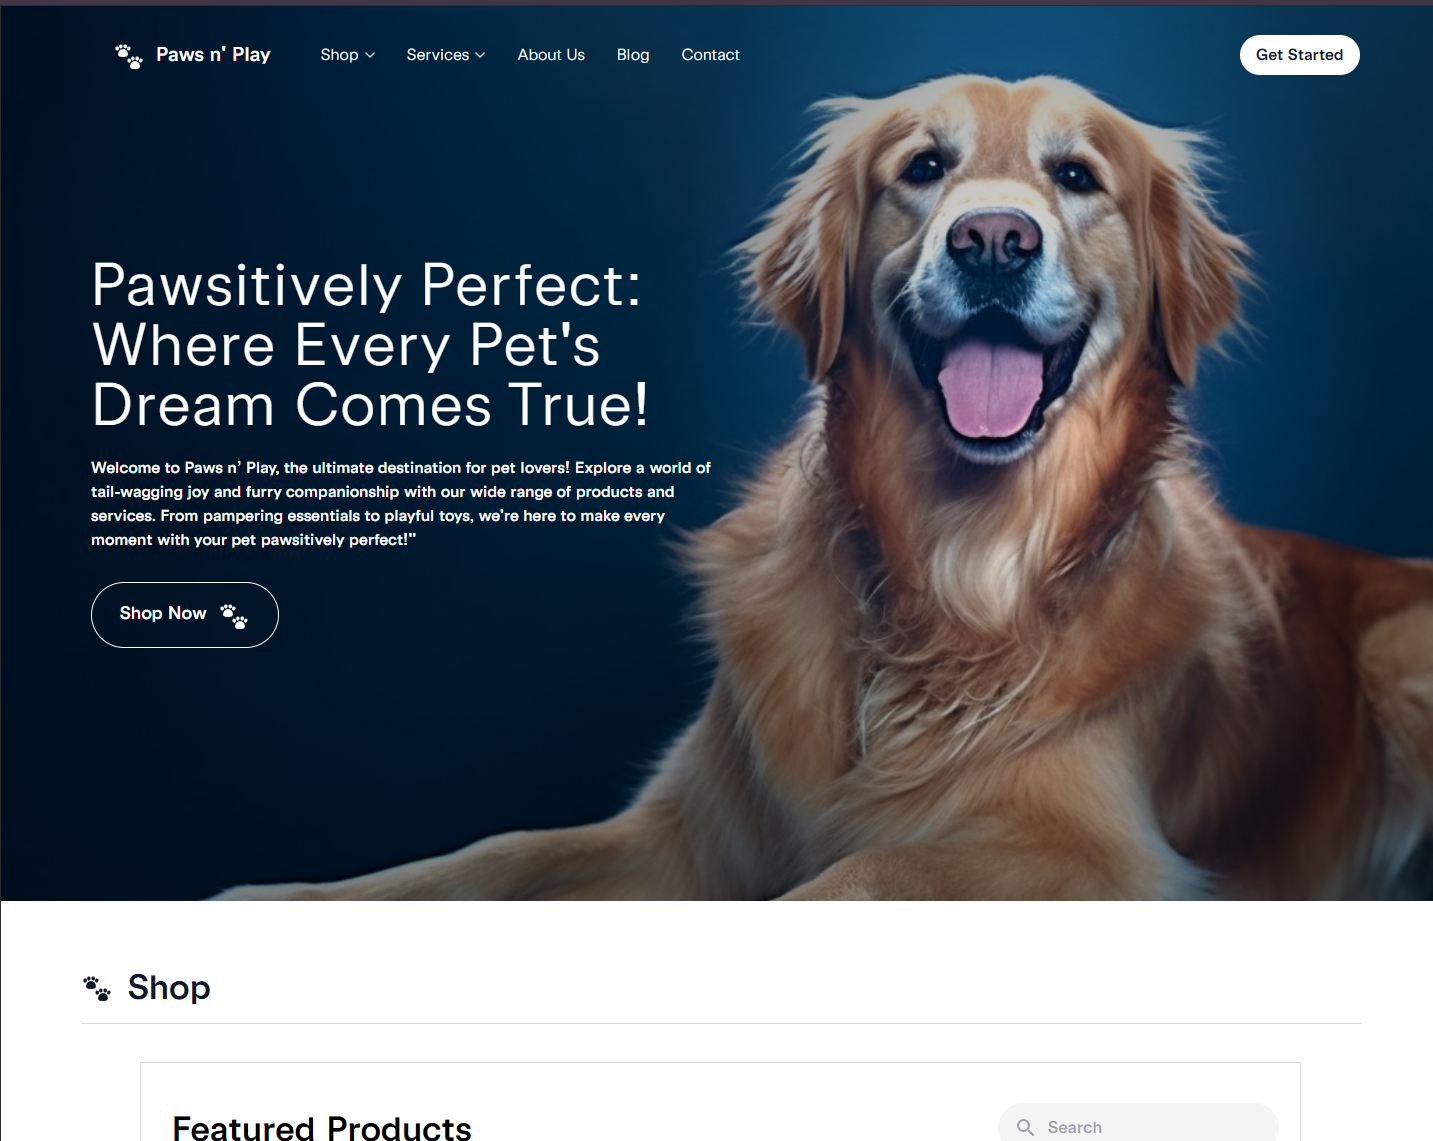 Paws n' Play
Shop
Services
About Us
Blog
Contact
Get Started
Pawsitively Perfect:
Where Every Pet's
Dream Comes True!
Welcome to Paws n' Play, the ultimate destination for pet lovers! Explore a world of
tail-wagging joy and furry companionship with our wide range of products and
services. From pampering essentials to playful toys, we're here to make every
moment with your pet pawsitively perfect!"
Shop Now
Shop
Featured Products
Search